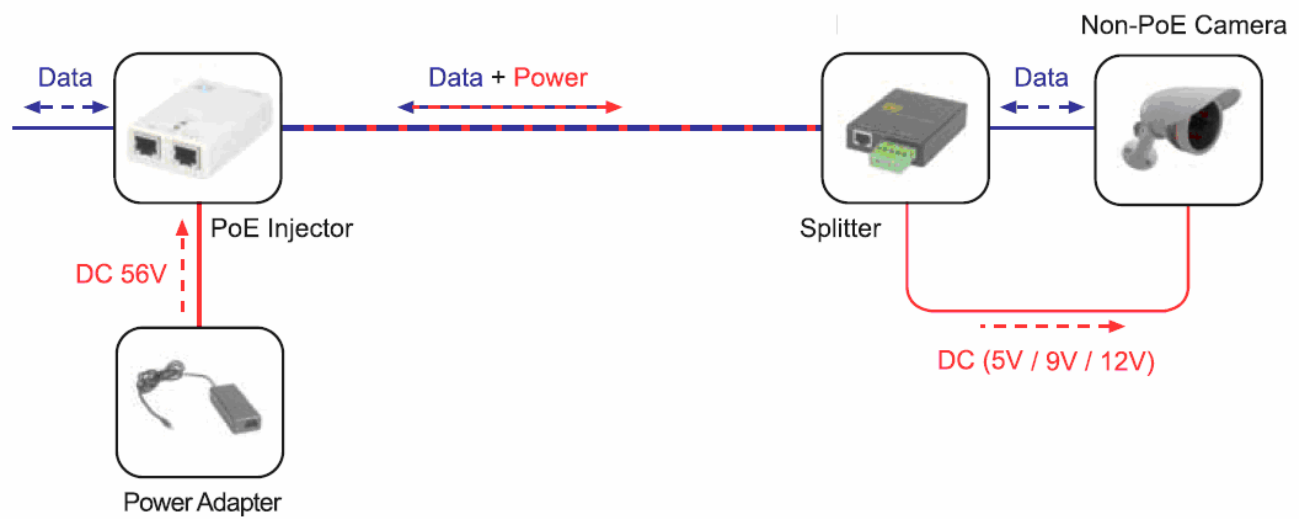 Non-PoE Camera
Data
Data + Power
Data
PoE Injector
Splitter
DC 56V
DC (5V / 9V / 12V)
Power Adapter